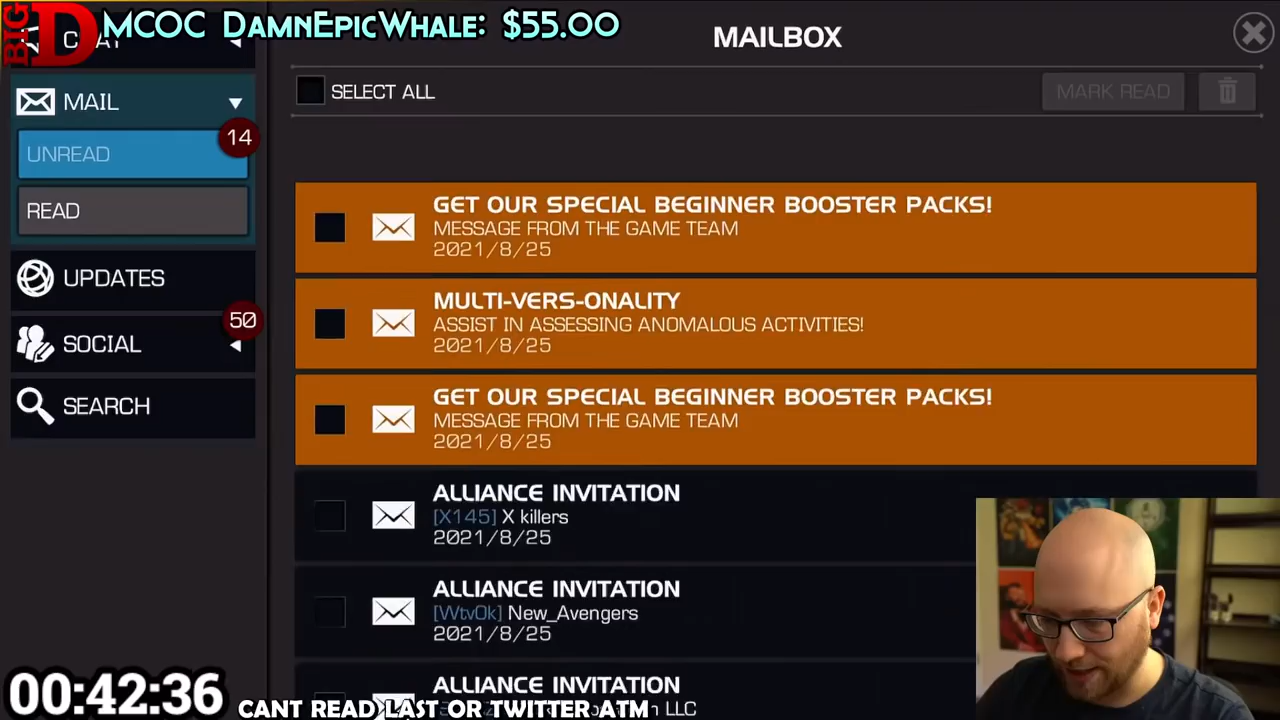 BIG D
MCOC DAMNEPICWHALE: $55.00
MAILBOX
SELECT ALL
MARK READ
MAIL
14
UNREAD
READ
UPDATES
50
SOCIAL
SEARCH
GET OUR SPECIAL BEGINNER BOOSTER PACKS!
MESSAGE FROM THE GAME TEAM
2021/8/25
MULTI-VERS-ONALITY
ASSIST IN ASSESSING ANOMALOUS ACTIVITIES!
2021/8/25
GET OUR SPECIAL BEGINNER BOOSTER PACKS!
MESSAGE FROM THE GAME TEAM
2021/8/25
ALLIANCE INVITATION
[X145] X killers
2021/8/25
ALLIANCE INVITATION
[Wtv0k] New_Avengers
2021/8/25
ALLIANCE INVITATION
LLC
00:42:36
CANT READ LAST OR TWITTER ATM